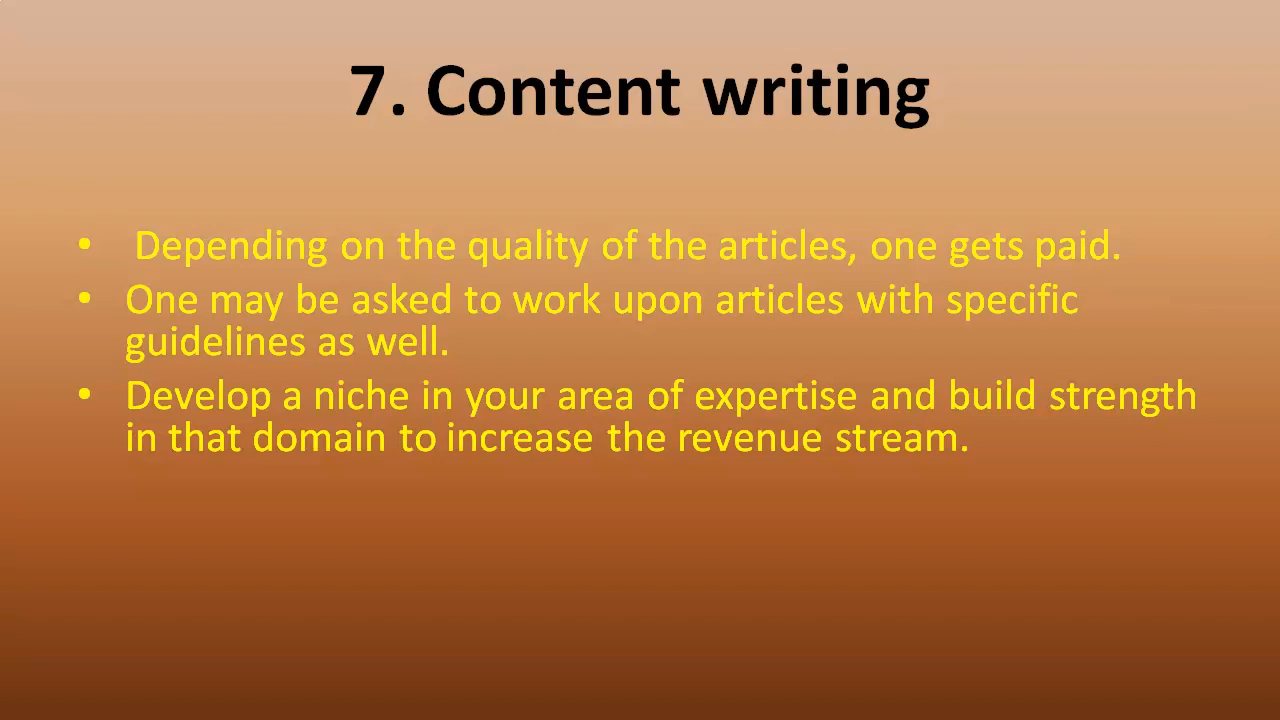 7. Content writing
• Depending on the quality of the articles, one gets paid.
• One may be asked to work upon articles with specific
guidelines as well.
• Develop a niche in your area of expertise and build strength
in that domain to increase the revenue stream.